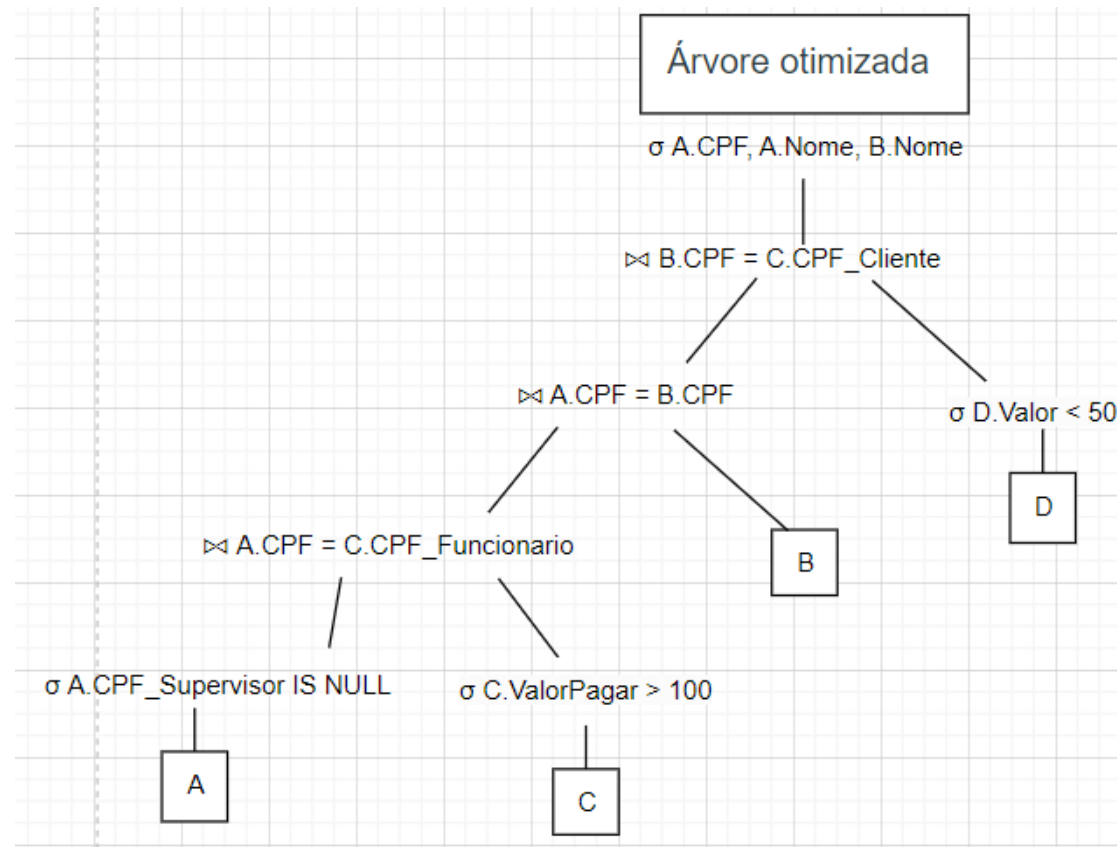 Árvore otimizada
σ A.CPF, A.Nome, B.Nome
⋈ B.CPF = C.CPF_Cliente
⋈ A.CPF = B.CPF
σ D.Valor < 50
D
⋈ A.CPF = C.CPF_Funcionario
B
σ A.CPF_Supervisor IS NULL
σ C.ValorPagar > 100
A
C